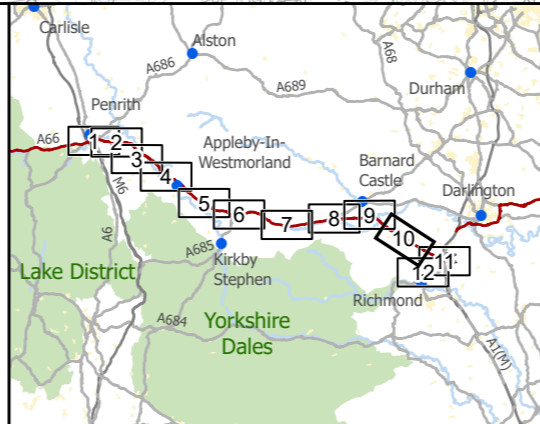 Carlisle
Alston
A68
A686
A689
Durham
Penrith
A66
1
2
3
4
5
6
7
8
9
10
11
12
Appleby-In-
Westmorland
Barnard
Castle
Darlington
M6
A6
A685
Kirkby
Stephen
Lake District
Richmond
A684
Yorkshire
Dales
A1(M)